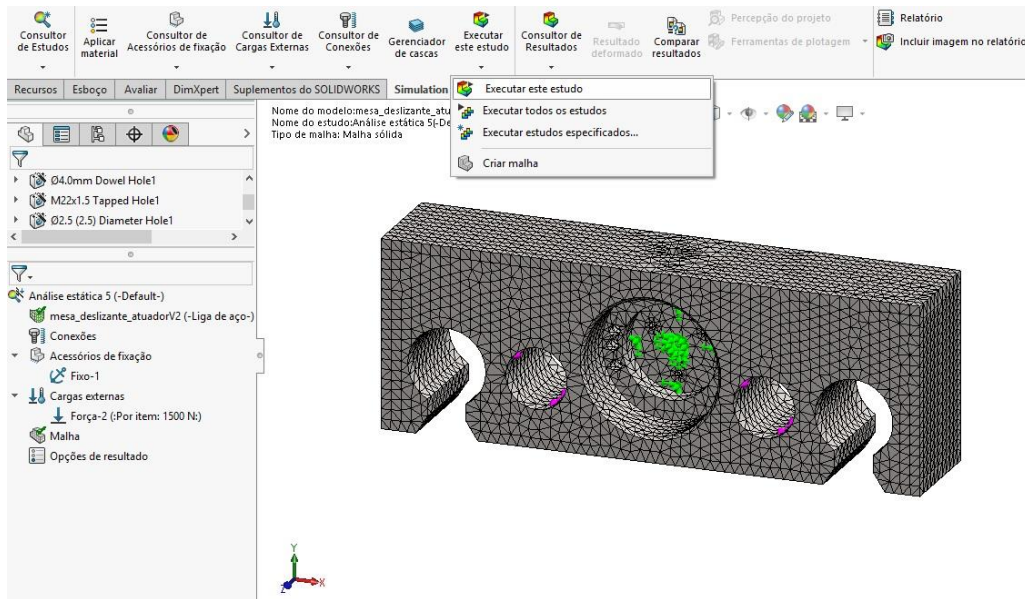 Consultor de Estudos
Aplicar material
Consultor de Acessórios de fixação
Consultor de Cargas Externas
Consultor de Conexões
Gerenciador de cascas
Executar este estudo
Consultor de Resultados
Resultado deformado
Comparar resultados
Percepção do projeto
Ferramentas de plotagem
Relatório
Incluir imagem no relatório
Recursos
Esboço
Avaliar
DimXpert
Suplementos do SOLIDWORKS
Simulation
Executar este estudo
Executar todos os estudos
Executar estudos especificados...
Criar malha
Nome do modelo:mesa_deslizante_atu
Nome do estudo:Análise estática 5(-De
Tipo de malha: Malha sólida
Ø4.0mm Dowel Hole1
M22x1.5 Tapped Hole1
Ø2.5 (2.5) Diameter Hole1
Análise estática 5 (-Default-)
mesa_deslizante_atuadorV2 (-Liga de aço-)
Conexões
Acessórios de fixação
Fixo-1
Cargas externas
Força-2 (:Por item: 1500 N:)
Malha
Opções de resultado
Y
X
Z